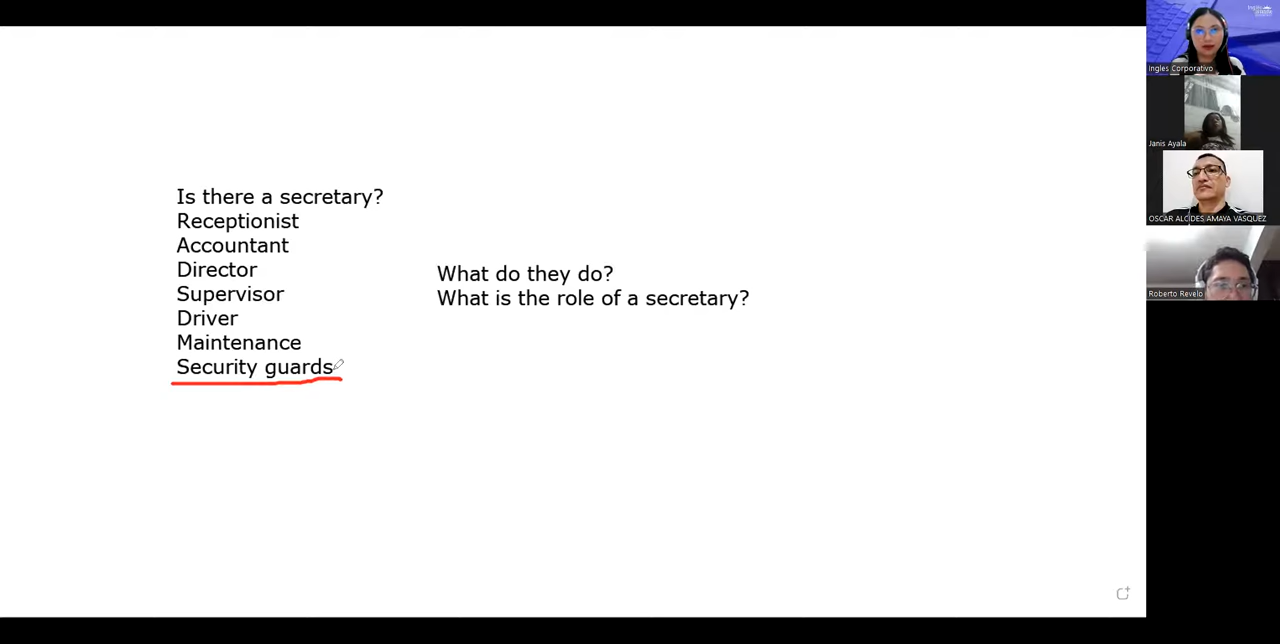 Is there a secretary?
Receptionist
Accountant
Director
Supervisor
Driver
Maintenance
Security guards
What do they do?
What is the role of a secretary?
Ingles Corporativo
Janis Ayala
OSCAR ALCIDES AMAYA VASQUEZ
Roberto Revelo